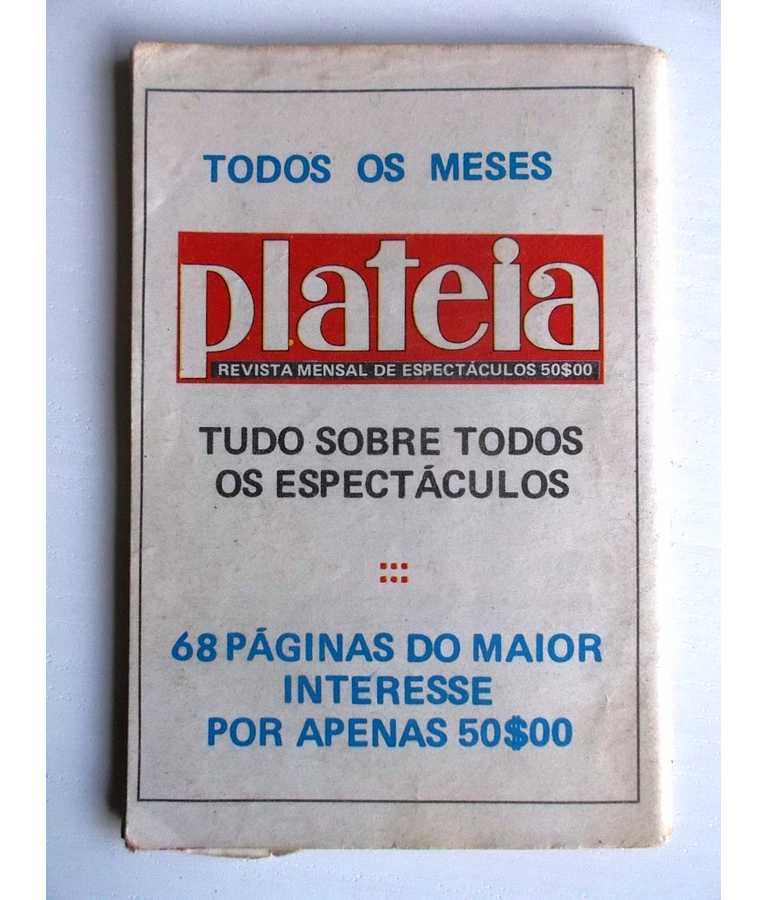 TODOS OS MESES
plateia
REVISTA MENSAL DE ESPECTÁCULOS 50$00
TUDO SOBRE TODOS
OS ESPECTÁCULOS
68 PÁGINAS DO MAIOR
INTERESSE
POR APENAS 50$00